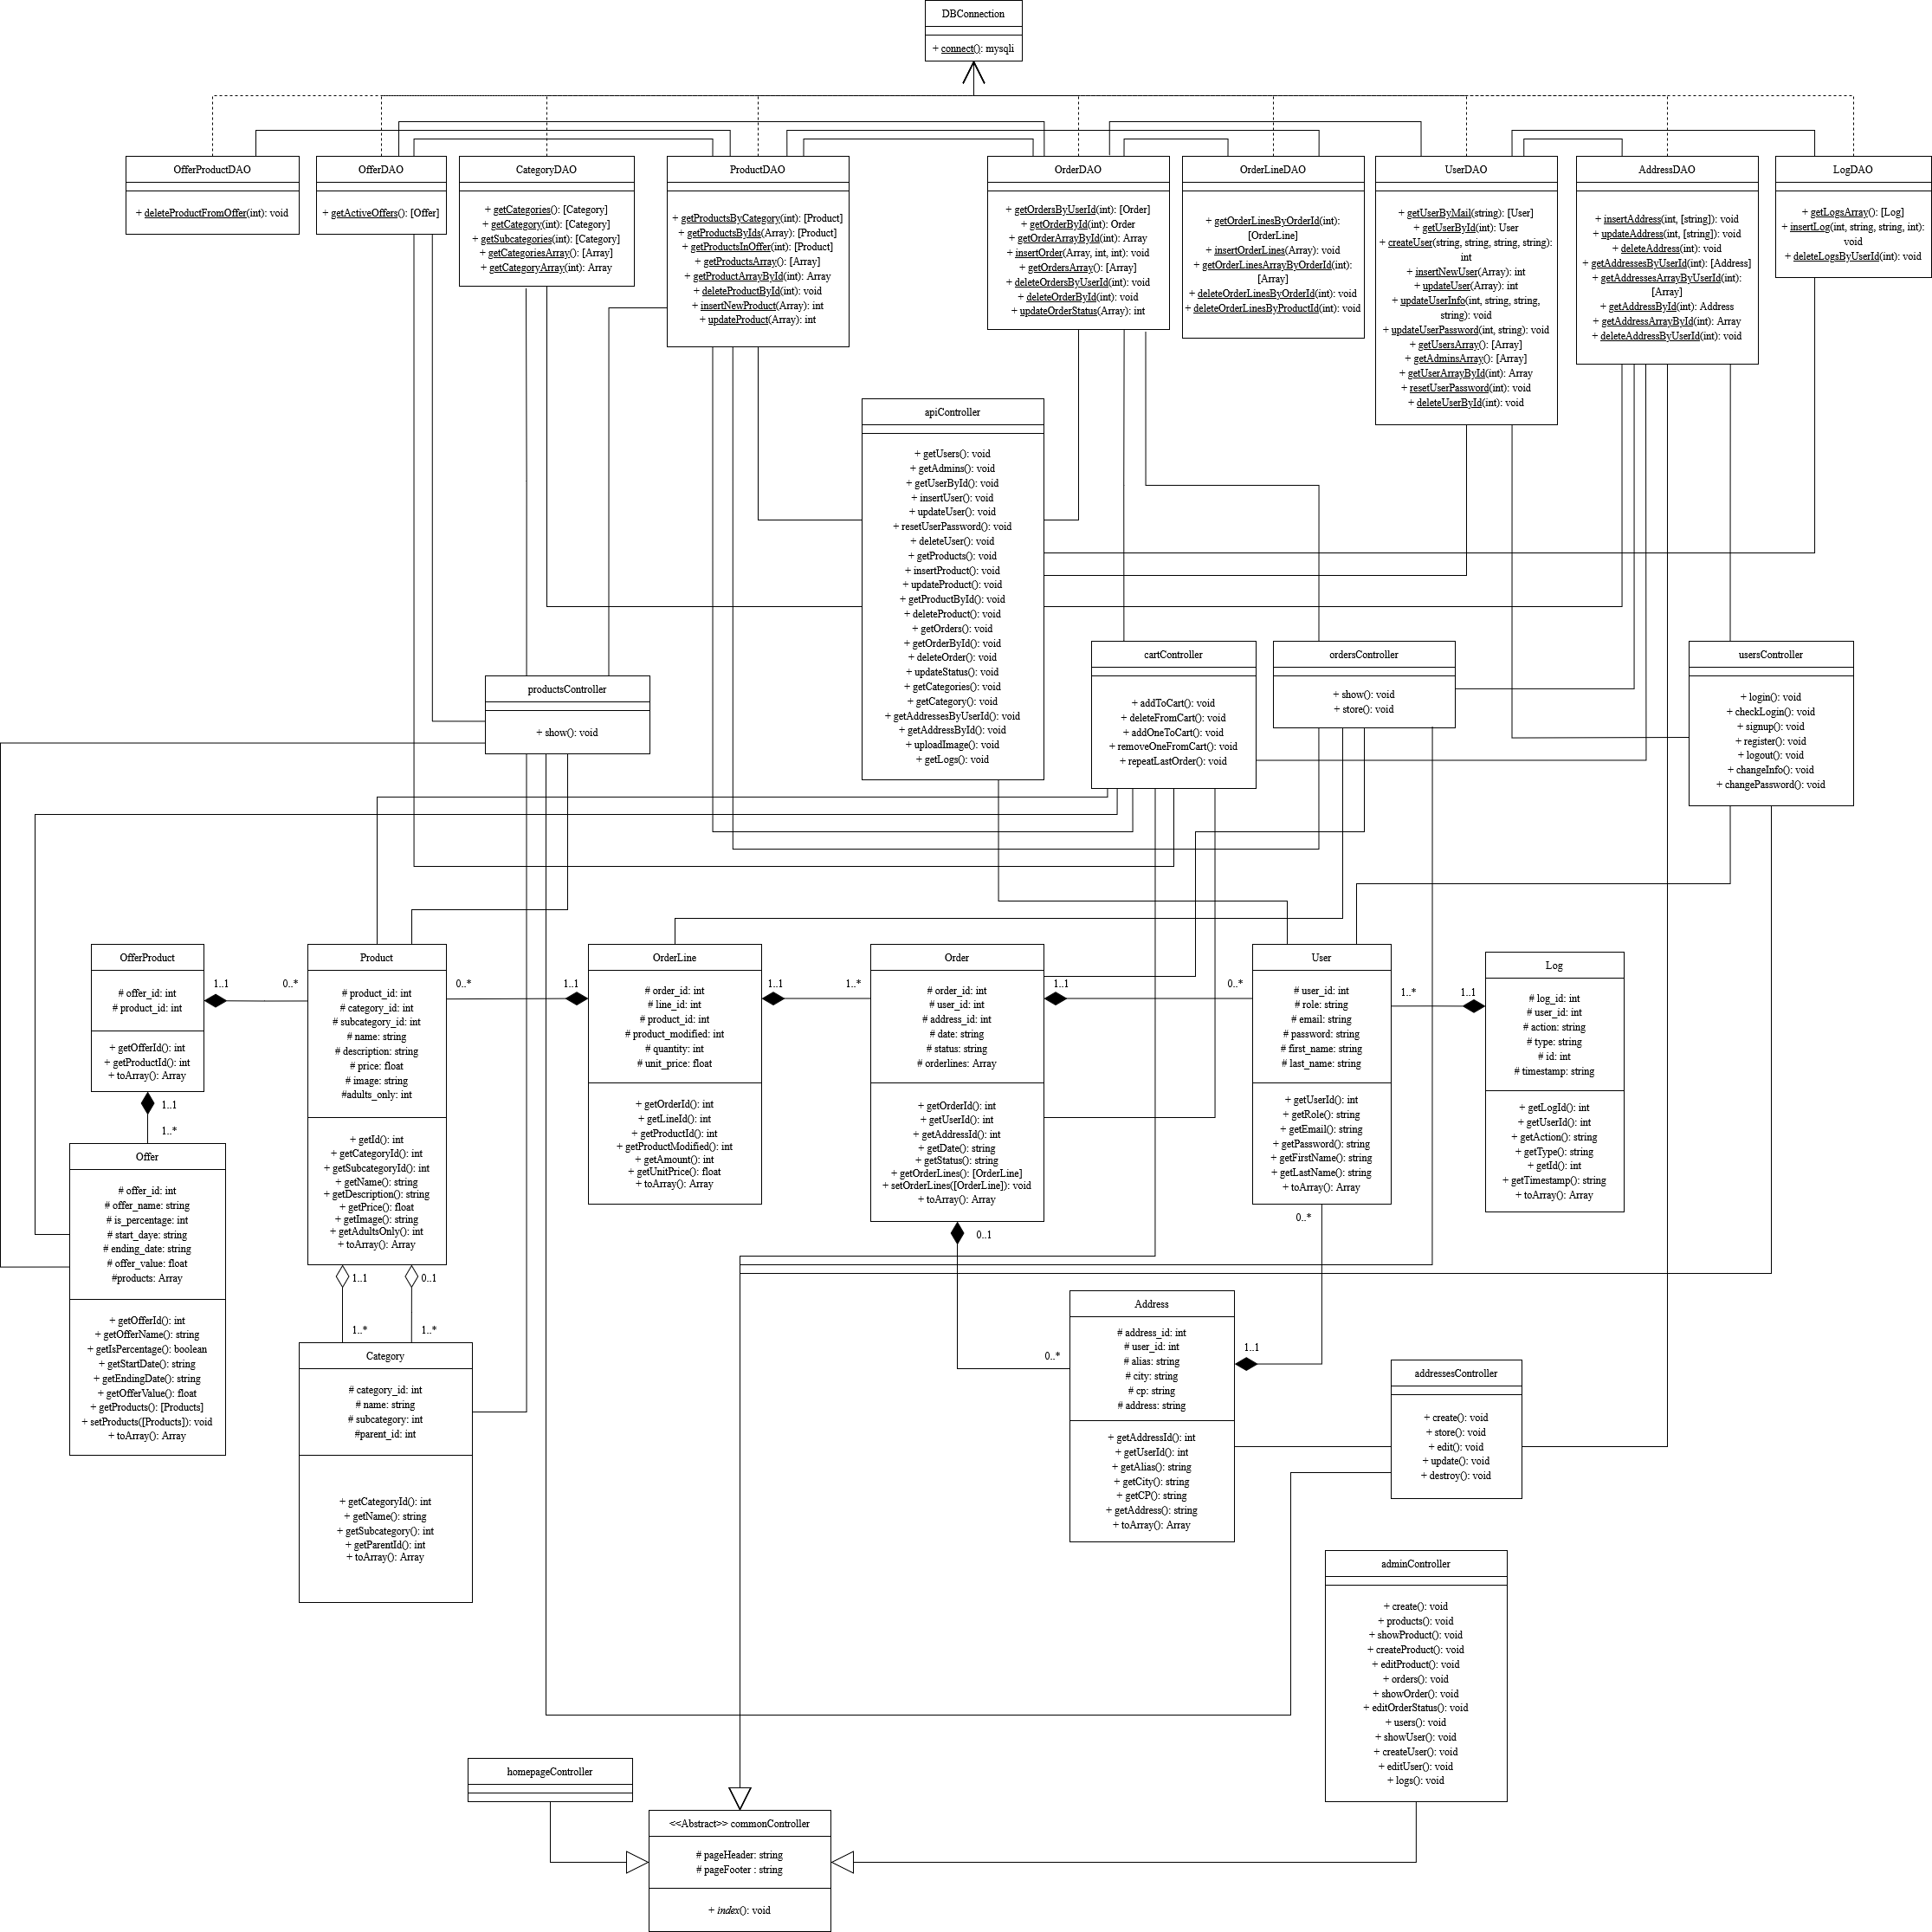 DBConnection
+ connect(): mysqli
OfferProductDAO
+ deleteProductFromOffer(int): void
OfferDAO
+ getActiveOffers(): [Offer]
CategoryDAO
+ getCategories(): [Category]
+ getCategory(int): [Category]
+ getSubcategories(int): [Category]
+ getCategoriesArray(): [Array]
+ getCategoryArray(int): Array
ProductDAO
+ getProductsByCategory(int): [Product]
+ getProductsByIds(Array): [Product]
+ getProductsInOffer(int): [Product]
+ getProductsArray(): [Array]
+ getProductArrayById(int): Array
+ deleteProductById(int): void
+ insertNewProduct(Array): int
+ updateProduct(Array): int
OrderDAO
+ getOrdersByUserId(int): [Order]
+ getOrderById(int): Order
+ getOrderArrayById(int): Array
+ insertOrder(Array, int, int): void
+ getOrdersArray(): [Array]
+ deleteOrdersByUserId(int): void
+ deleteOrderById(int): void
+ updateOrderStatus(Array): int
OrderLineDAO
+ getOrderLinesByOrderId(int):
[OrderLine]
+ insertOrderLines(Array): void
+ getOrderLinesArrayByOrderId(int):
[Array]
+ deleteOrderLinesByOrderId(int): void
+ deleteOrderLinesByProductId(int): void
UserDAO
+ getUserByMail(string): [User]
+ getUserById(int): User
+ createUser(string, string, string, string):
int
+ insertNewUser(Array): int
+ updateUser(Array): int
+ updateUserInfo(int, string, string,
string): void
+ updateUserPassword(int, string): void
+ getUsersArray(): [Array]
+ getAdminsArray(): [Array]
+ getUserArrayById(int): Array
+ resetUserPassword(int): void
+ deleteUserById(int): void
AddressDAO
+ insertAddress(int, [string]): void
+ updateAddress(int, [string]): void
+ deleteAddress(int): void
+ getAddressesByUserId(int): [Address]
+ getAddressesArrayByUserId(int):
[Array]
+ getAddressById(int): Address
+ getAddressArrayById(int): Array
+ deleteAddressByUserId(int): void
LogDAO
+ getLogsArray(): [Log]
+ insertLog(int, string, string, int):
void
+ deleteLogsByUserId(int): void
apiController
+ getUsers(): void
+ getAdmins(): void
+ getUserById(): void
+ insertUser(): void
+ updateUser(): void
+ resetUserPassword(): void
+ deleteUser(): void
+ getProducts(): void
+ insertProduct(): void
+ updateProduct(): void
+ getProductById(): void
+ deleteProduct(): void
+ getOrders(): void
+ getOrderById(): void
+ deleteOrder(): void
+ updateStatus(): void
+ getCategories(): void
+ getCategory(): void
+ getAddressesByUserId(): void
+ getAddressById(): void
+ uploadImage(): void
+ getLogs(): void
productsController
+ show(): void
cartController
+ addToCart(): void
+ deleteFromCart(): void
+ addOneToCart(): void
+ removeOneFromCart(): void
+ repeatLastOrder(): void
ordersController
+ show(): void
+ store(): void
usersController
+ login(): void
+ checkLogin(): void
+ signup(): void
+ register(): void
+ logout(): void
+ changeInfo(): void
+ changePassword(): void
OfferProduct
# offer_id: int
# product_id: int
+ getOfferId(): int
+ getProductId(): int
+ toArray(): Array
1..1
0..*
Product
# product_id: int
# category_id: int
# subcategory_id: int
# name: string
# description: string
# price: float
# image: string
#adults_only: int
+ getId(): int
+ getCategoryId(): int
+ getSubcategoryId(): int
+ getName(): string
+ getDescription(): string
+ getPrice(): float
+ getImage(): string
+ getAdultsOnly(): int
+ toArray(): Array
0..*
1..1
OrderLine
# order_id: int
# line_id: int
# product_id: int
# product_modified: int
# quantity: int
# unit_price: float
+ getOrderId(): int
+ getLineId(): int
+ getProductId(): int
+ getProductModified(): int
+ getAmount(): int
+ getUnitPrice(): float
+ toArray(): Array
1..1
1..*
Order
# order_id: int
# user_id: int
# address_id: int
# date: string
# status: string
# orderlines: Array
+ getOrderId(): int
+ getUserId(): int
+ getAddressId(): int
+ getDate(): string
+ getStatus(): string
+ getOrderLines(): [OrderLine]
+ setOrderLines([OrderLine]): void
+ toArray(): Array
1..1
0..*
User
# user_id: int
# role: string
# email: string
# password: string
# first_name: string
# last_name: string
+ getUserId(): int
+ getRole(): string
+ getEmail(): string
+ getPassword(): string
+ getFirstName(): string
+ getLastName(): string
+ toArray(): Array
1..*
1..1
Log
# log_id: int
# user_id: int
# action: string
# type: string
# id: int
# timestamp: string
+ getLogId(): int
+ getUserId(): int
+ getAction(): string
+ getType(): string
+ getId(): int
+ getTimestamp(): string
+ toArray(): Array
1..1
1..*
Offer
# offer_id: int
# offer_name: string
# is_percentage: int
# start_daye: string
# ending_date: string
# offer_value: float
#products: Array
+ getOfferId(): int
+ getOfferName(): string
+ getIsPercentage(): boolean
+ getStartDate(): string
+ getEndingDate(): string
+ getOfferValue(): float
+ getProducts(): [Products]
+ setProducts([Products]): void
+ toArray(): Array
1..1
0..1
1..*
1..*
Category
# category_id: int
# name: string
# subcategory: int
#parent_id: int
+ getCategoryId(): int
+ getName(): string
+ getSubcategory(): int
+ getParentId(): int
+ toArray(): Array
0..1
0..*
0..*
1..1
Address
# address_id: int
# user_id: int
# alias: string
# city: string
# cp: string
# address: string
+ getAddressId(): int
+ getUserId(): int
+ getAlias(): string
+ getCity(): string
+ getCP(): string
+ getAddress(): string
+ toArray(): Array
addressesController
+ create(): void
+ store(): void
+ edit(): void
+ update(): void
+ destroy(): void
adminController
+ create(): void
+ products(): void
+ showProduct(): void
+ createProduct(): void
+ editProduct(): void
+ orders(): void
+ showOrder(): void
+ editOrderStatus(): void
+ users(): void
+ showUser(): void
+ createUser(): void
+ editUser(): void
+ logs(): void
homepageController
<<Abstract>> commonController
# pageHeader: string
# pageFooter : string
+ index(): void